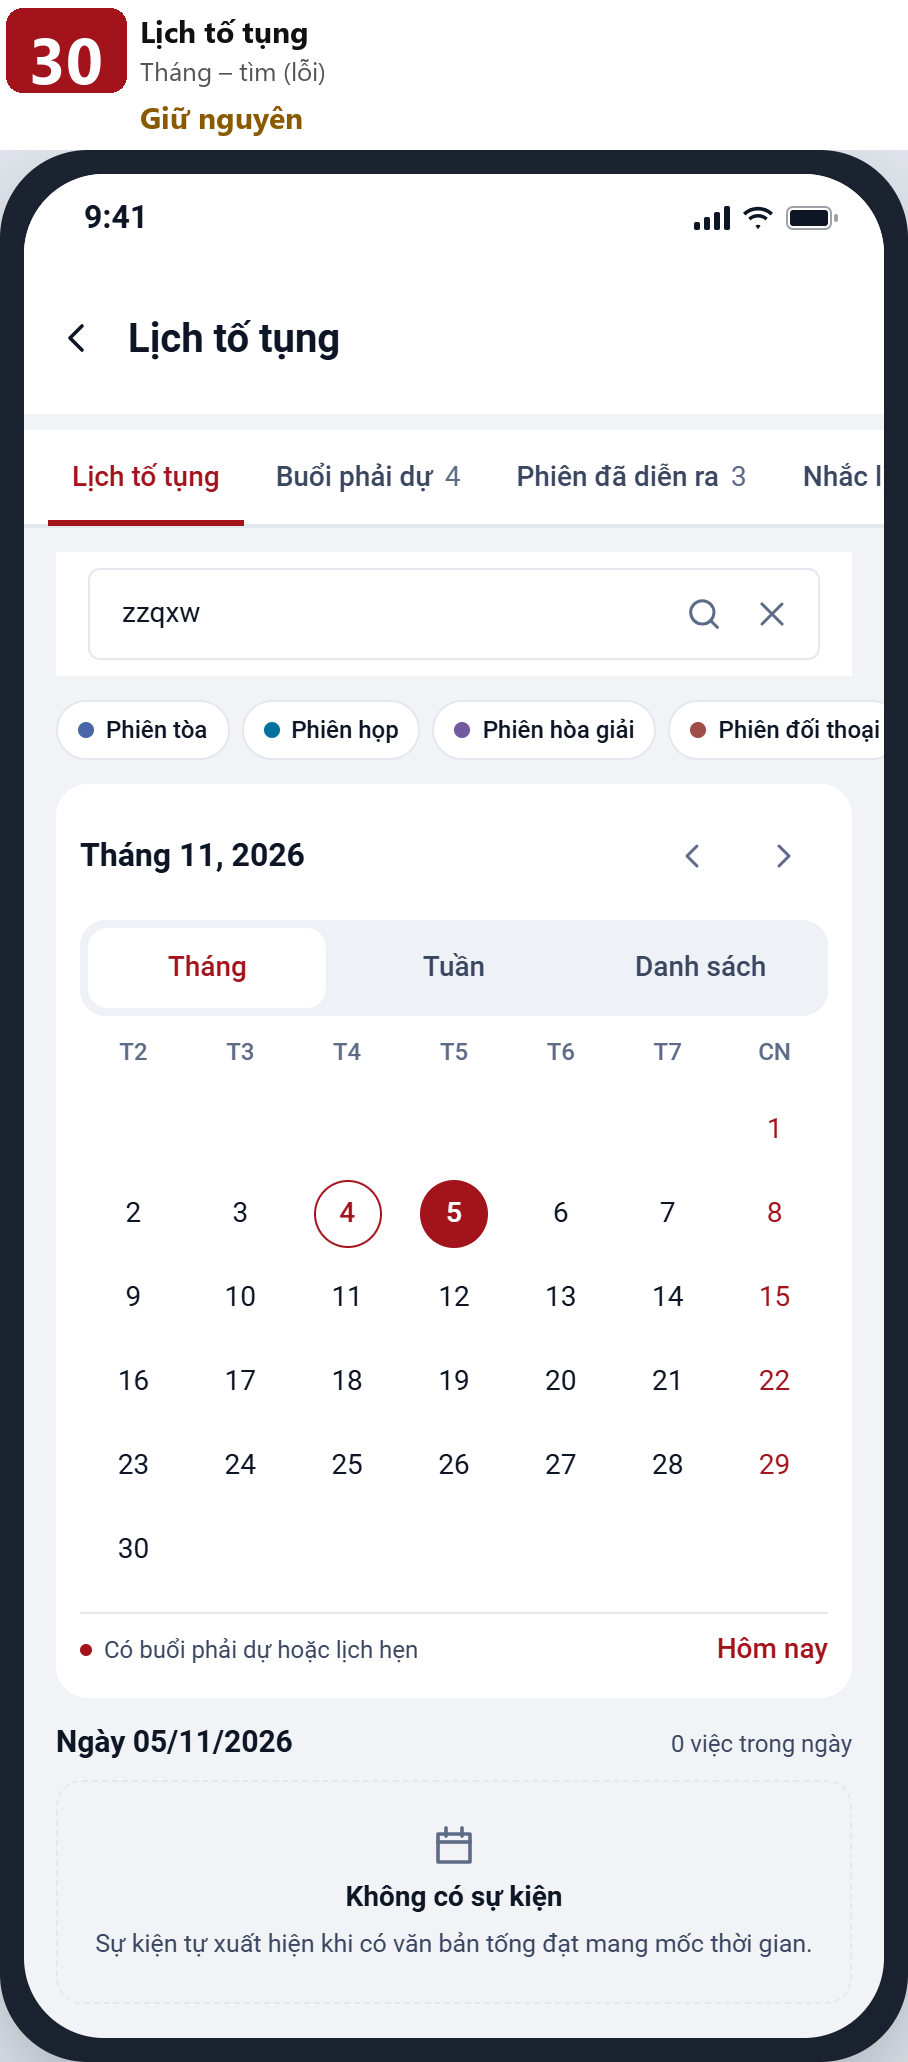 30
Lịch tố tụng
Tháng – tìm (lỗi)
Giữ nguyên
9:41
Lịch tố tụng
Lịch tố tụng Buổi phải dự 4 Phiên đã diễn ra 3 Nhắc l
zzqxw
Phiên tòa Phiên họp Phiên hòa giải Phiên đối thoại
Tháng 11, 2026
Tháng Tuần Danh sách
T2 T3 T4 T5 T6 T7 CN
1
2 3 4 5 6 7 8
9 10 11 12 13 14 15
16 17 18 19 20 21 22
23 24 25 26 27 28 29
30
Có buổi phải dự hoặc lịch hẹn Hôm nay
Ngày 05/11/2026 0 việc trong ngày
Không có sự kiện
Sự kiện tự xuất hiện khi có văn bản tống đạt mang mốc thời gian.